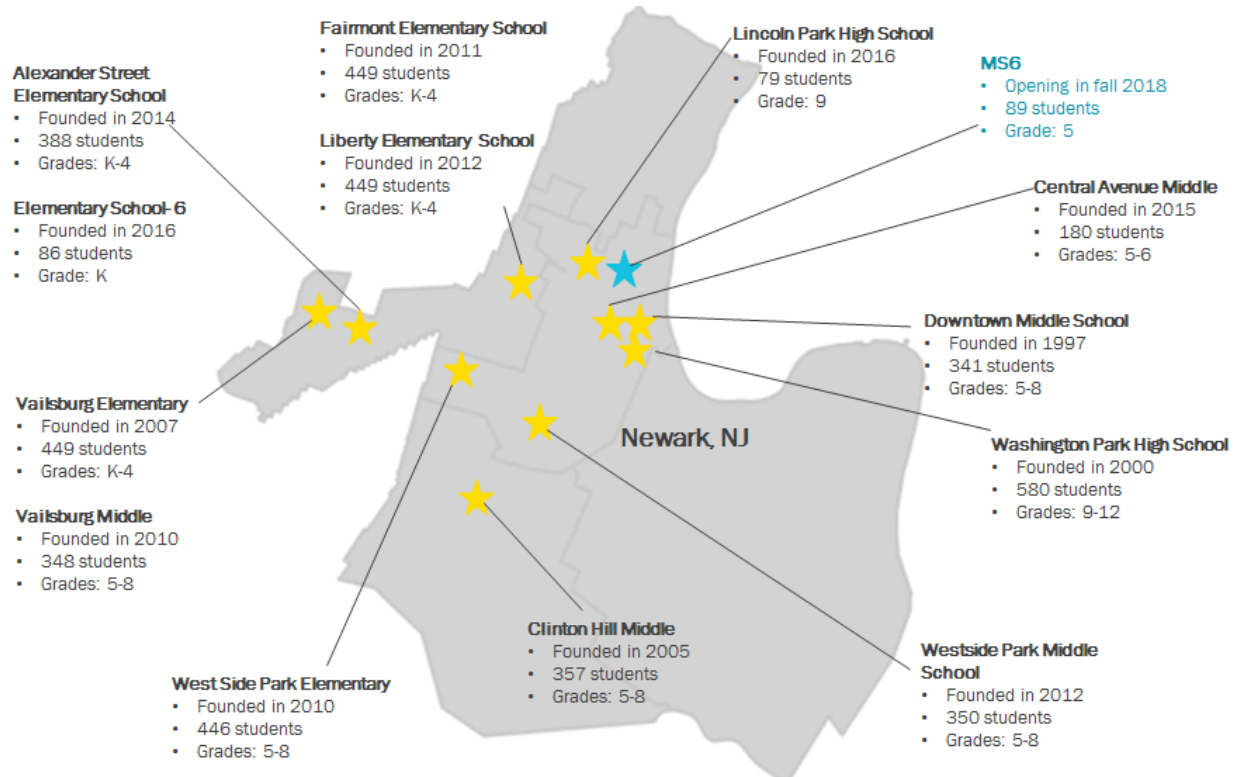 Fairmont Elementary School
• Founded in 2011
• 449 students
• Grades: K-4
Lincoln Park High School
• Founded in 2016
• 79 students
• Grade: 9
MS6
• Opening in fall 2018
• 89 students
• Grade: 5
Alexander Street
Elementary School
• Founded in 2014
• 388 students
• Grades: K-4
Liberty Elementary School
• Founded in 2012
• 449 students
• Grades: K-4
Central Avenue Middle
• Founded in 2015
• 180 students
• Grades: 5-6
Elementary School-6
• Founded in 2016
• 86 students
• Grade: K
Downtown Middle School
• Founded in 1997
• 341 students
• Grades: 5-8
Vailsburg Elementary
• Founded in 2007
• 449 students
• Grades: K-4
Newark, NJ
Washington Park High School
• Founded in 2000
• 580 students
• Grades: 9-12
Vailsburg Middle
• Founded in 2010
• 348 students
• Grades: 5-8
Clinton Hill Middle
• Founded in 2005
• 357 students
• Grades: 5-8
Westside Park Middle
School
• Founded in 2012
• 350 students
• Grades: 5-8
West Side Park Elementary
• Founded in 2010
• 446 students
• Grades: 5-8